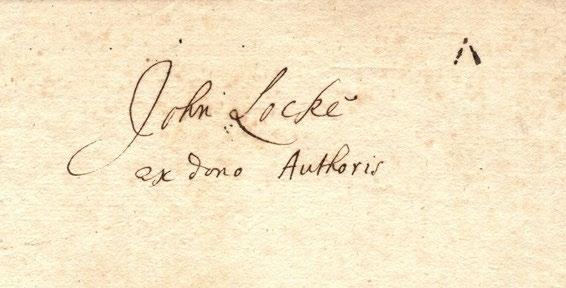 John Locke
ex dono Authoris